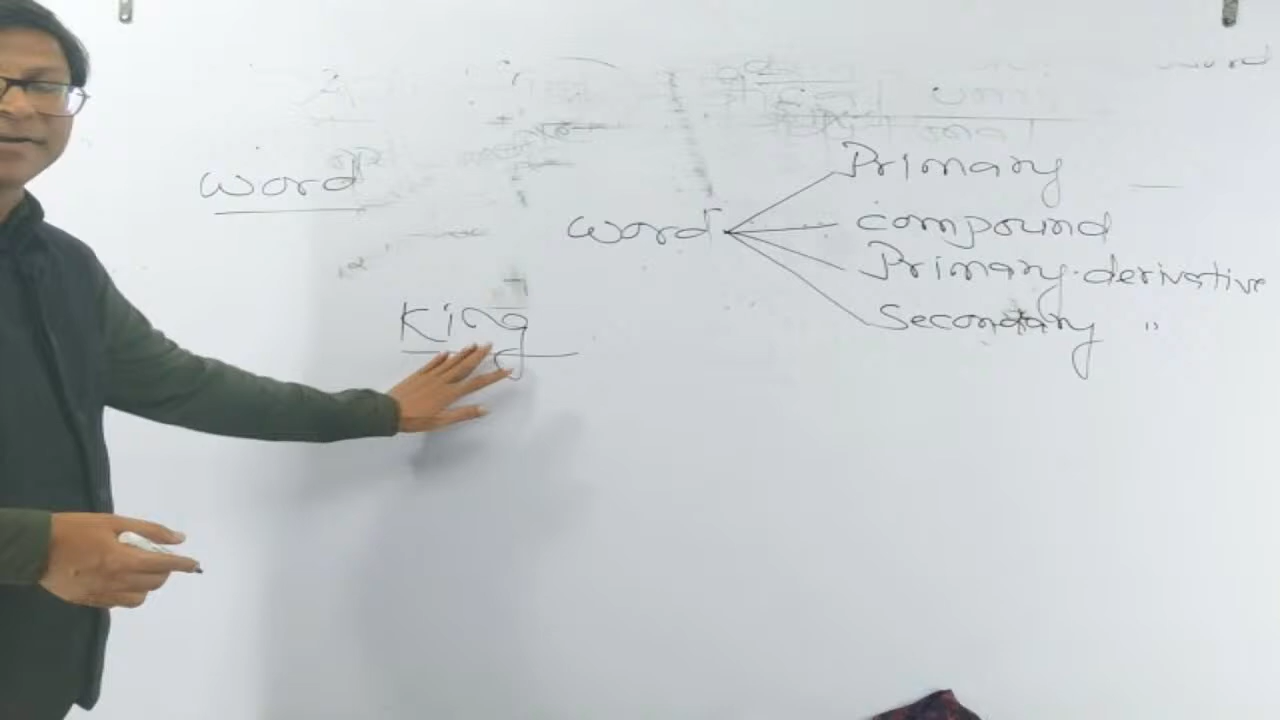 word
word
Primary
compound
Primary derivative
Secondary "
King